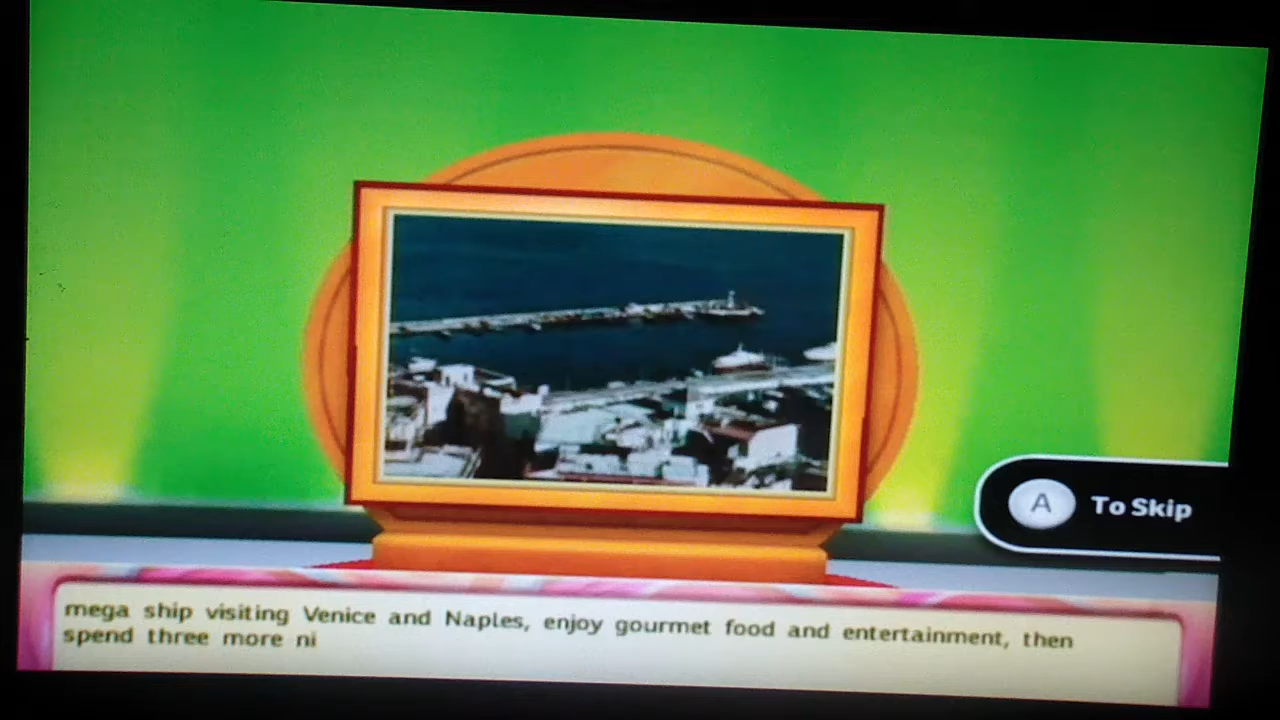 A To Skip
mega ship visiting Venice and Naples, enjoy gourmet food and entertainment, then
spend three more ni